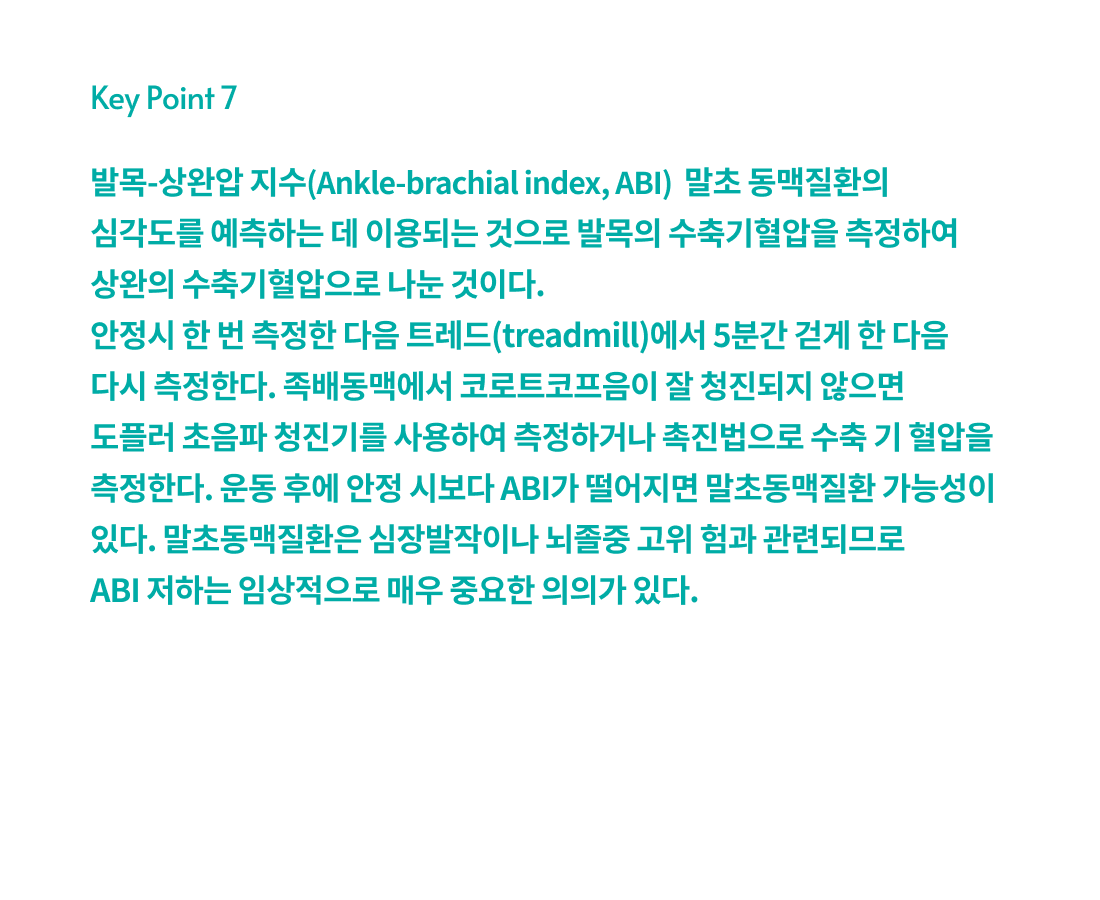 Key Point 7
발목-상완압 지수(Ankle-brachial index, ABI)  말초 동맥질환의
심각도를 예측하는 데 이용되는 것으로 발목의 수축기혈압을 측정하여
상완의 수축기혈압으로 나눈 것이다.
안정시 한 번 측정한 다음 트레드(treadmill)에서 5분간 걷게 한 다음
다시 측정한다. 족배동맥에서 코로트코프음이 잘 청진되지 않으면
도플러 초음파 청진기를 사용하여 측정하거나 촉진법으로 수축 기 혈압을
측정한다. 운동 후에 안정 시보다 ABI가 떨어지면 말초동맥질환 가능성이
있다. 말초동맥질환은 심장발작이나 뇌졸중 고위 험과 관련되므로
ABI 저하는 임상적으로 매우 중요한 의의가 있다.